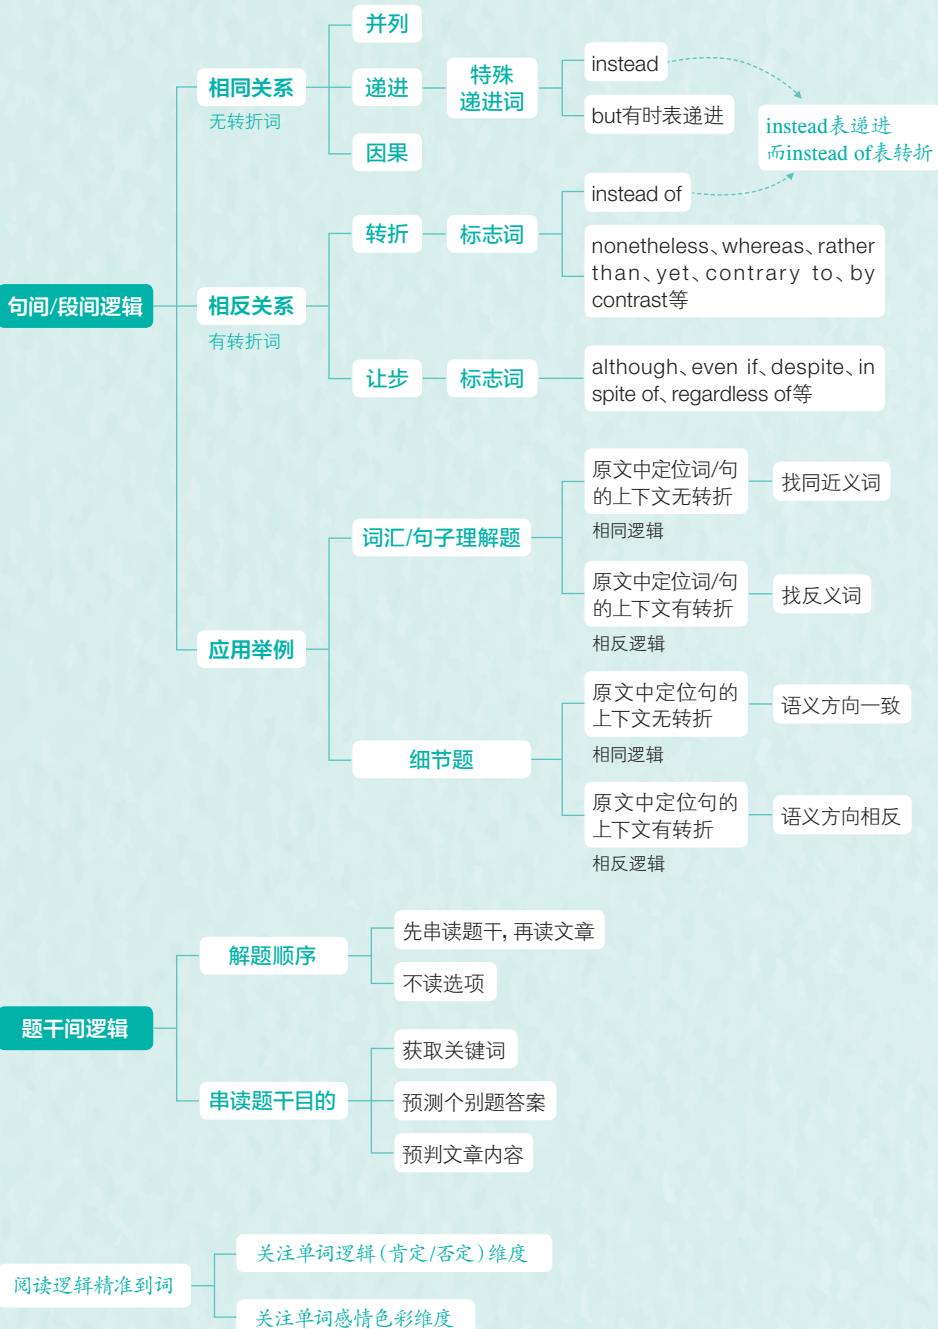 句间/段间逻辑
相同关系
无转折词
并列
递进
特殊
递进词
instead
but有时表递进
instead表递进
而instead of表转折
因果
相反关系
有转折词
转折
标志词
instead of
nonetheless、whereas、rather
than、yet、contrary to、by
contrast等
让步
标志词
although、even if、despite、in
spite of、regardless of等
应用举例
词汇/句子理解题
原文中定位词/句
的上下文无转折
相同逻辑
找同近义词
原文中定位词/句
的上下文有转折
相反逻辑
找反义词
细节题
原文中定位句的
上下文无转折
相同逻辑
语义方向一致
原文中定位句的
上下文有转折
相反逻辑
语义方向相反
题干间逻辑
解题顺序
先串读题干,再读文章
不读选项
串读题干目的
获取关键词
预测个别题答案
预判文章内容
阅读逻辑精准到词
关注单词逻辑(肯定/否定)维度
关注单词感情色彩维度